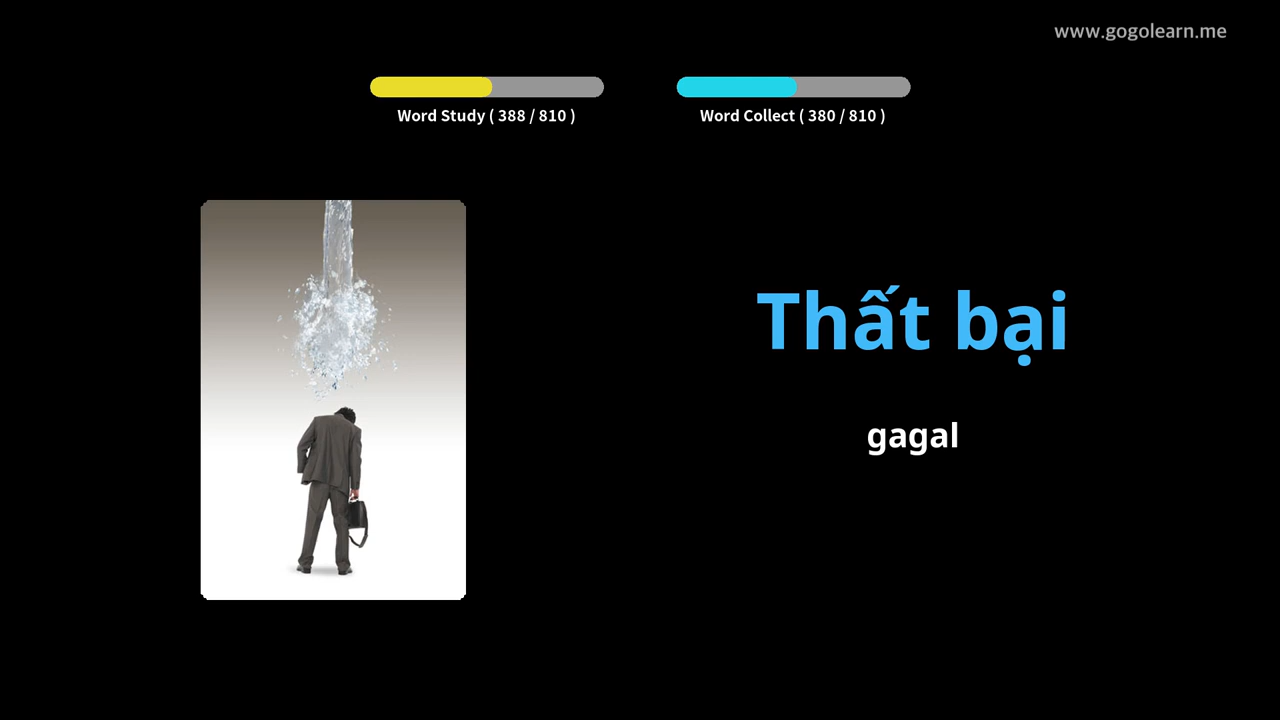 www.gogolearn.me
Word Study ( 388 / 810 )
Word Collect ( 380 / 810 )
Thất bại
gagal